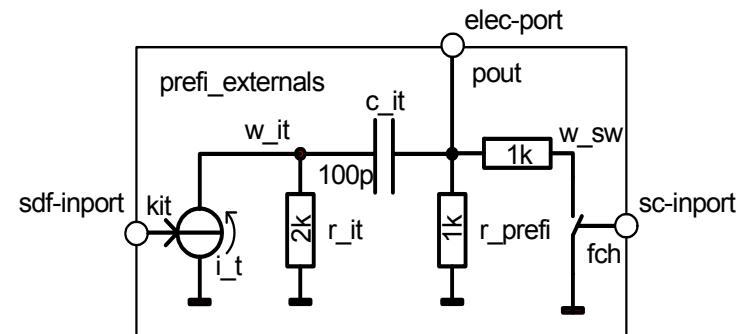 elec-port
prefi_externals
pout
c_it
w_it
w_sw
1k
100p
sdf-inport
kit
2k
r_it
1k
r_prefi
sc-inport
fch
i_t